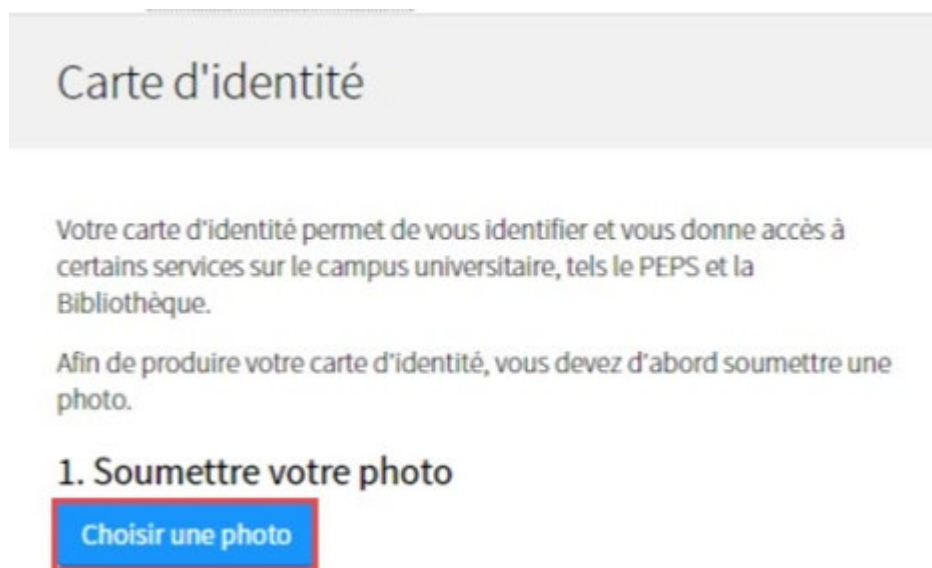 Carte d'identité
Votre carte d'identité permet de vous identifier et vous donne accès à
certains services sur le campus universitaire, tels le PEPS et la
Bibliothèque.
Afin de produire votre carte d'identité, vous devez d'abord soumettre une
photo.
1. Soumettre votre photo
Choisir une photo